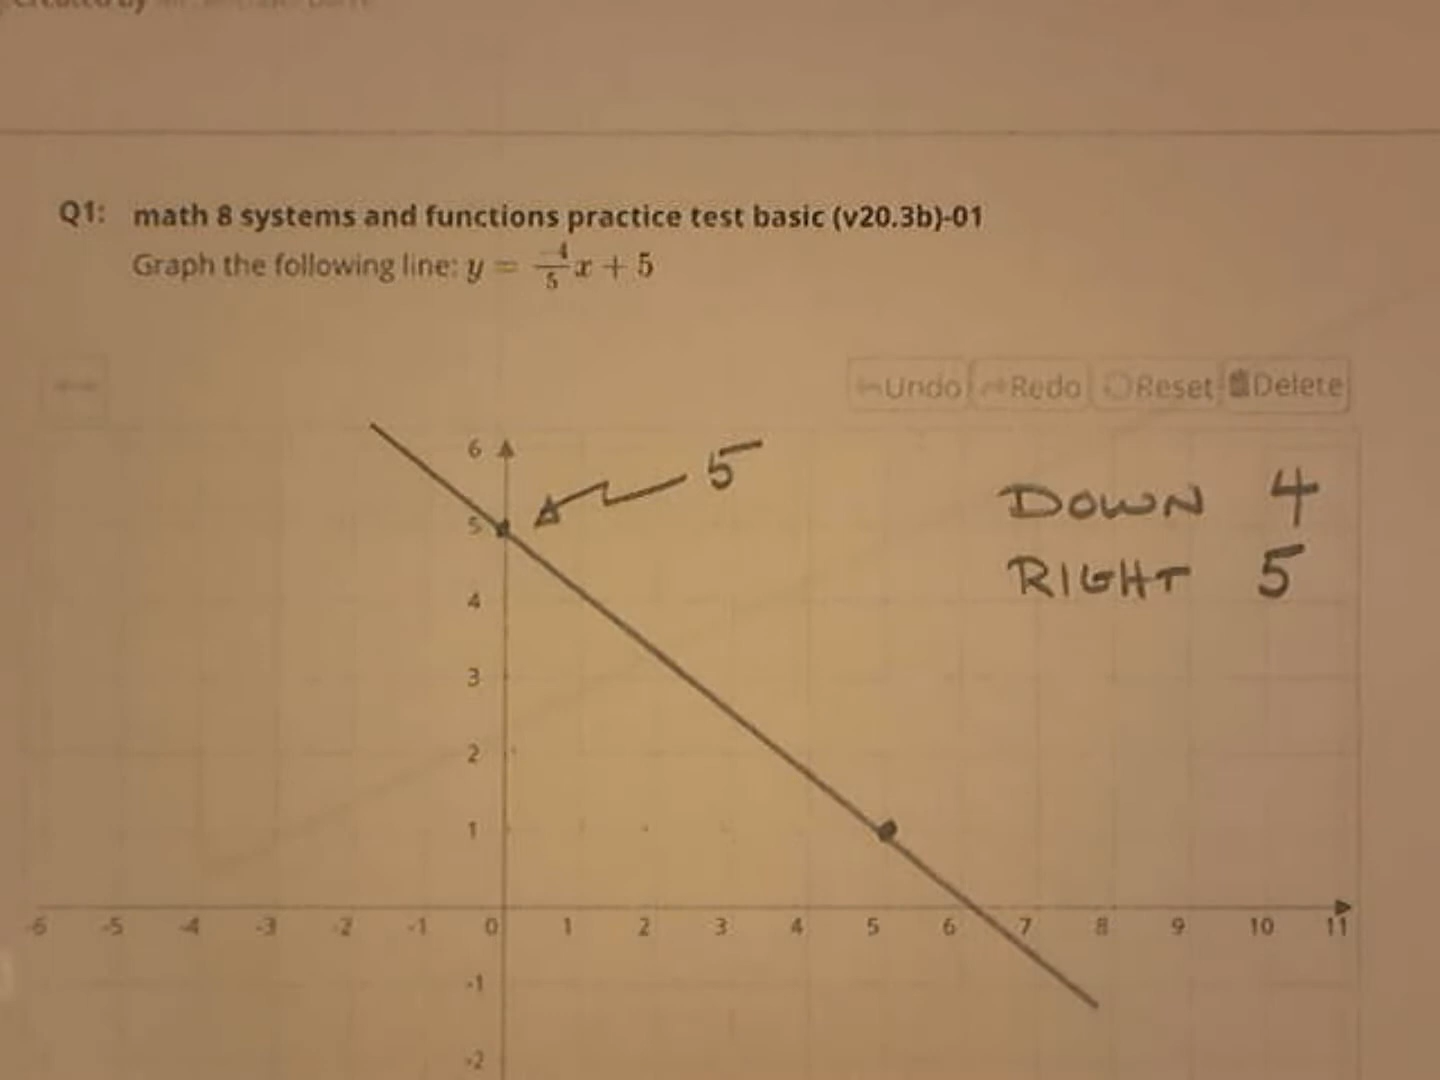 Created by
Q1: math 8 systems and functions practice test basic (v20.3b)-01
Graph the following line: y = -4/5 x + 5
Undo Redo Reset Delete
6
5
DOWN 4
5
RIGHT 5
4
3
2
1
-6 -5 -4 -3 -2 -1 0 1 2 3 4 5 6 7 8 9 10 11
-1
-2